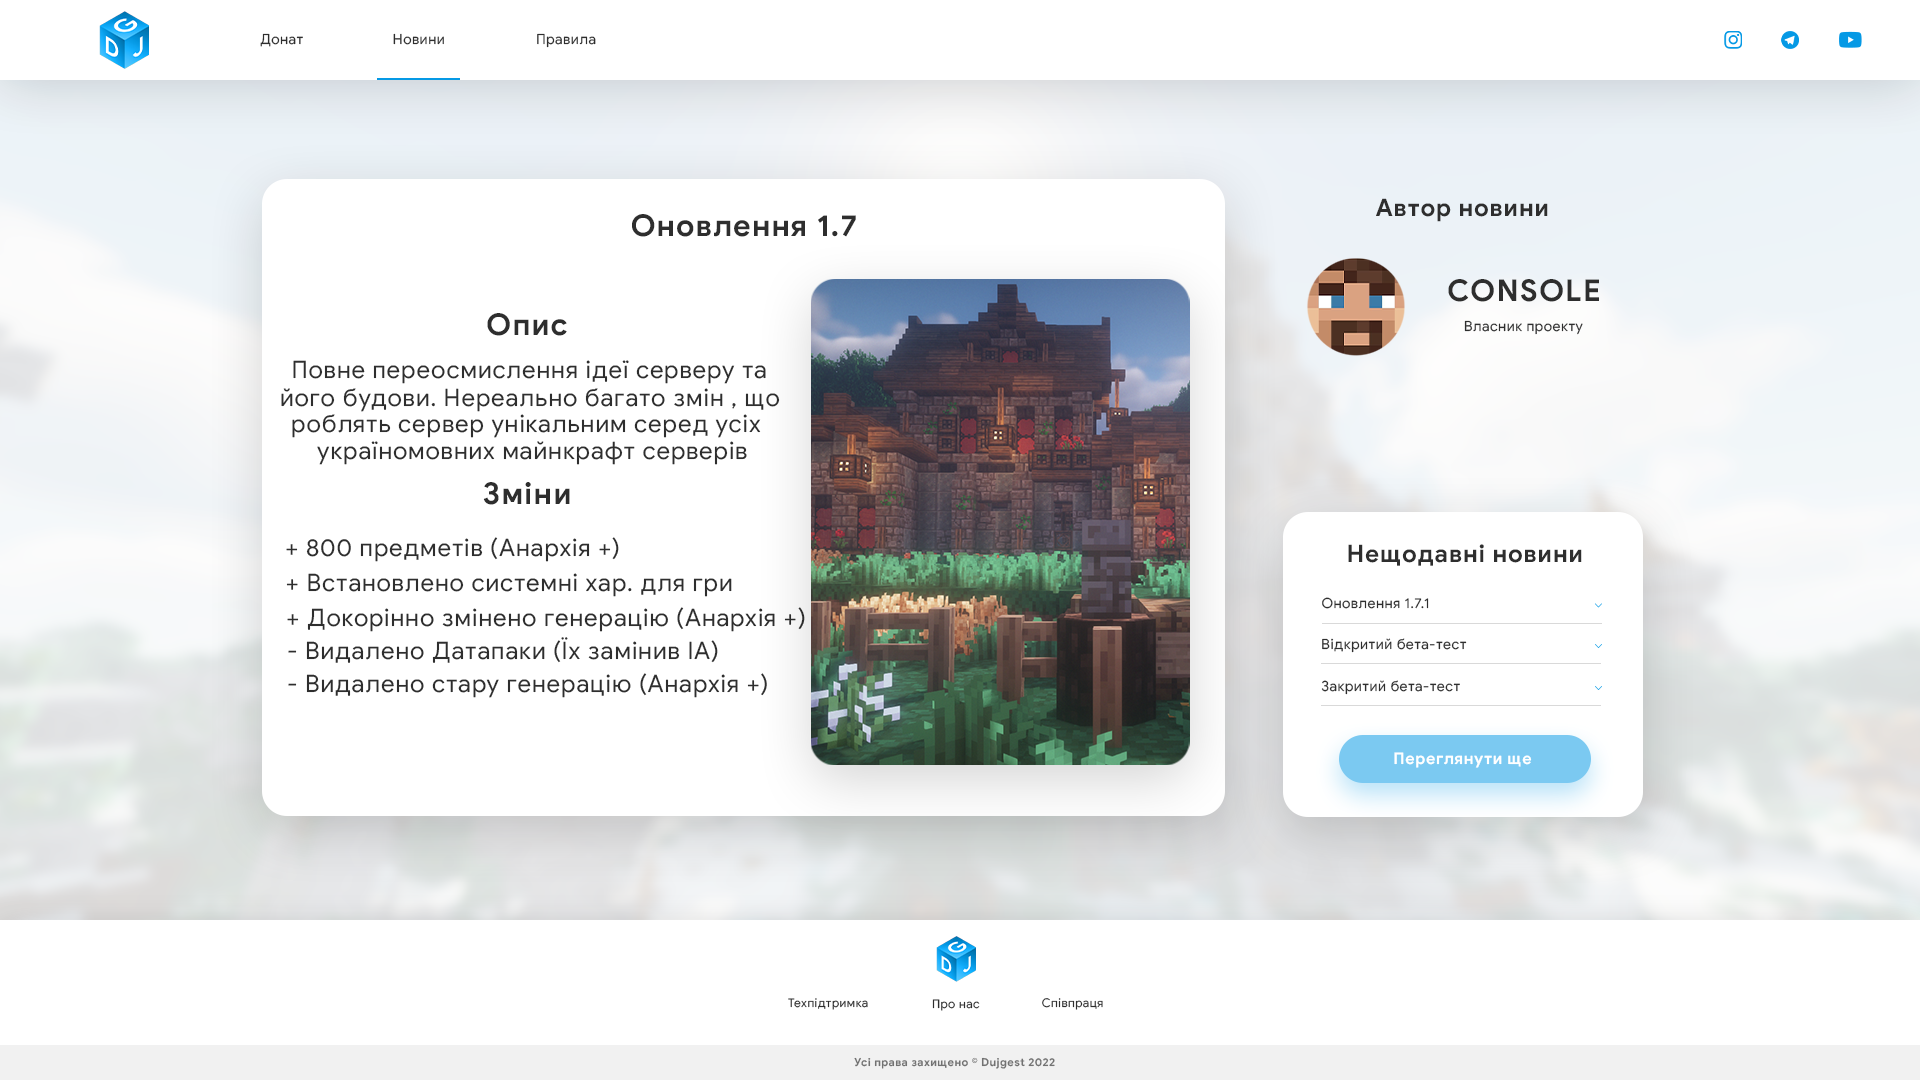 G
D J
Донат
Новини
Правила
Оновлення 1.7
Опис
Повне переосмислення ідеї серверу та
його будови. Нереально багато змін , що
роблять сервер унікальним серед усіх
україномовних майнкрафт серверів
Зміни
+ 800 предметів (Анархія +)
+ Встановлено системні хар. для гри
+ Докорінно змінено генерацію (Анархія +)
- Видалено Датапаки (Їх замінив ІА)
- Видалено стару генерацію (Анархія +)
Автор новини
CONSOLE
Власник проекту
Нещодавні новини
Оновлення 1.7.1
Відкритий бета-тест
Закритий бета-тест
Переглянути ще
G
D J
Техпідтримка
Про нас
Співпраця
Усі права захищено © Dujgest 2022